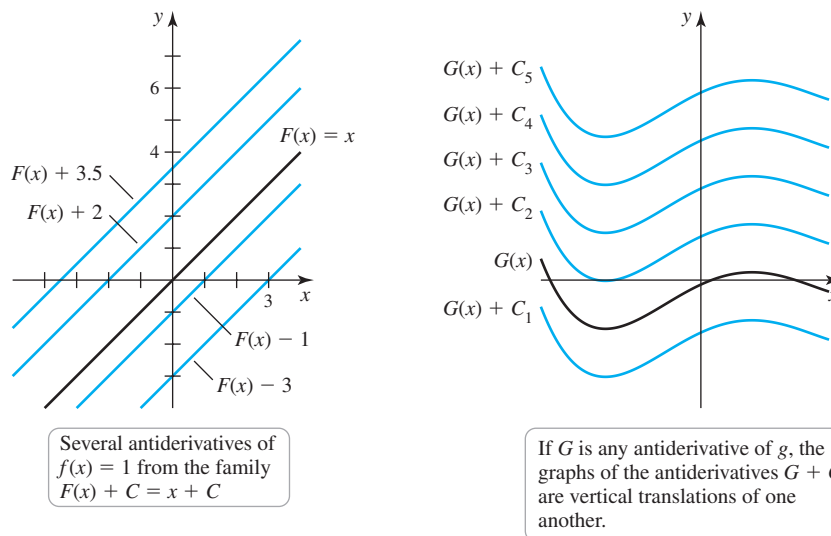 y
6
4
F(x) = x
F(x) + 3.5
F(x) + 2
3
x
F(x) − 1
F(x) − 3
Several antiderivatives of
f(x) = 1 from the family
F(x) + C = x + C
y
G(x) + C₅
G(x) + C₄
G(x) + C₃
G(x) + C₂
G(x)
G(x) + C₁
If G is any antiderivative of g, the
graphs of the antiderivatives G +
are vertical translations of one
another.